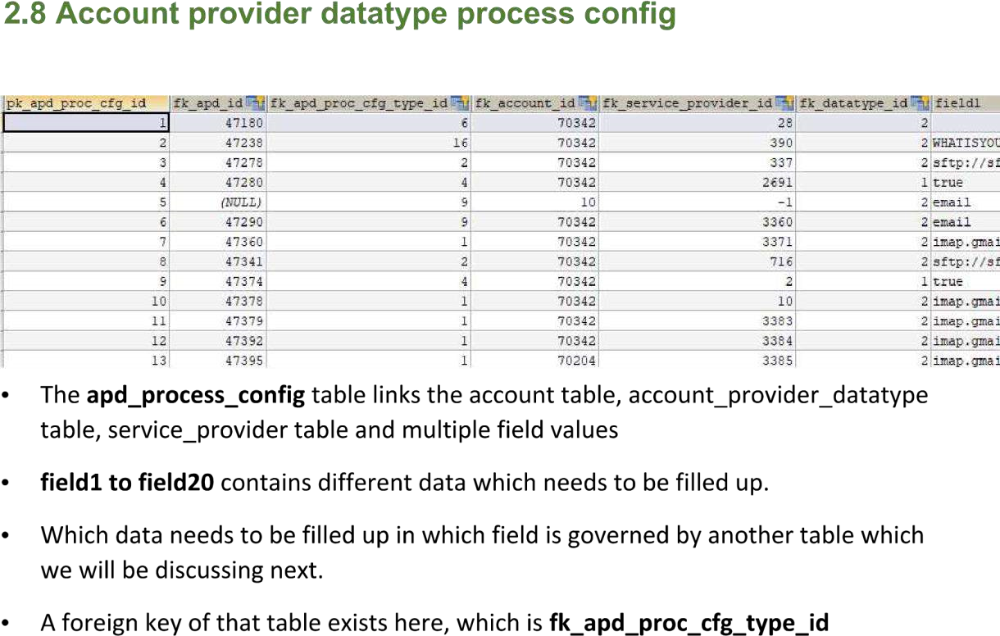 2.8 Account provider datatype process config
pk_apd_proc_cfg_id fk_apd_id fk_apd_proc_cfg_type_id fk_account_id fk_service_provider_id fk_datatype_id field1
1 47180 6 70342 28 2
2 47238 16 70342 390 2 WHATISYOU
3 47278 2 70342 337 2 sftp://sf
4 47280 4 70342 2691 1 true
5 (NULL) 9 10 -1 2 email
6 47290 9 70342 3360 2 email
7 47360 1 70342 3371 2 imap.gmai
8 47341 2 70342 716 2 sftp://sf
9 47374 4 70342 2 1 true
10 47378 1 70342 10 2 imap.gmai
11 47379 1 70342 3383 2 imap.gmai
12 47392 1 70342 3384 2 imap.gmai
13 47395 1 70204 3385 2 imap.gmai
• The apd_process_config table links the account table, account_provider_datatype
table, service_provider table and multiple field values
• field1 to field20 contains different data which needs to be filled up.
• Which data needs to be filled up in which field is governed by another table which
we will be discussing next.
• A foreign key of that table exists here, which is fk_apd_proc_cfg_type_id